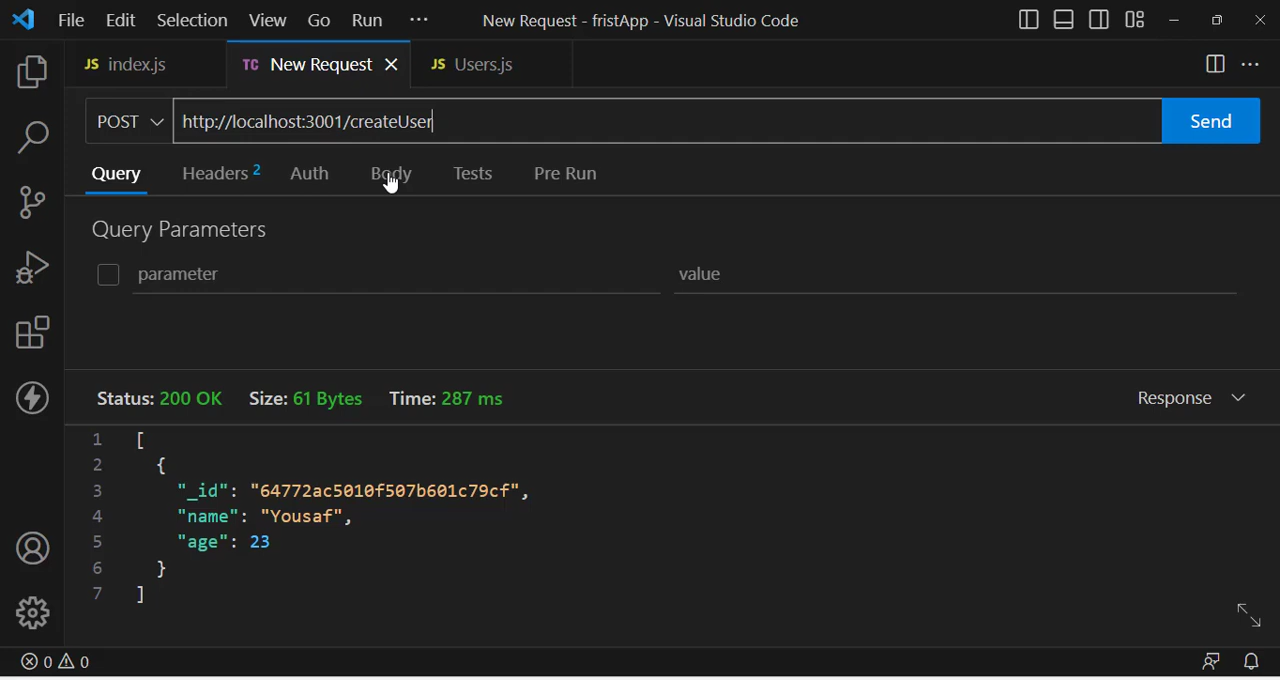 File Edit Selection View Go Run ··· New Request - fristApp - Visual Studio Code
JS index.js TC New Request JS Users.js
POST http://localhost:3001/createUser Send
Query Headers 2 Auth Body Tests Pre Run
Query Parameters
parameter value
Status: 200 OK Size: 61 Bytes Time: 287 ms Response
1 [
2 {
3 "_id": "64772ac5010f507b601c79cf",
4 "name": "Yousaf",
5 "age": 23
6 }
7 ]
0 0